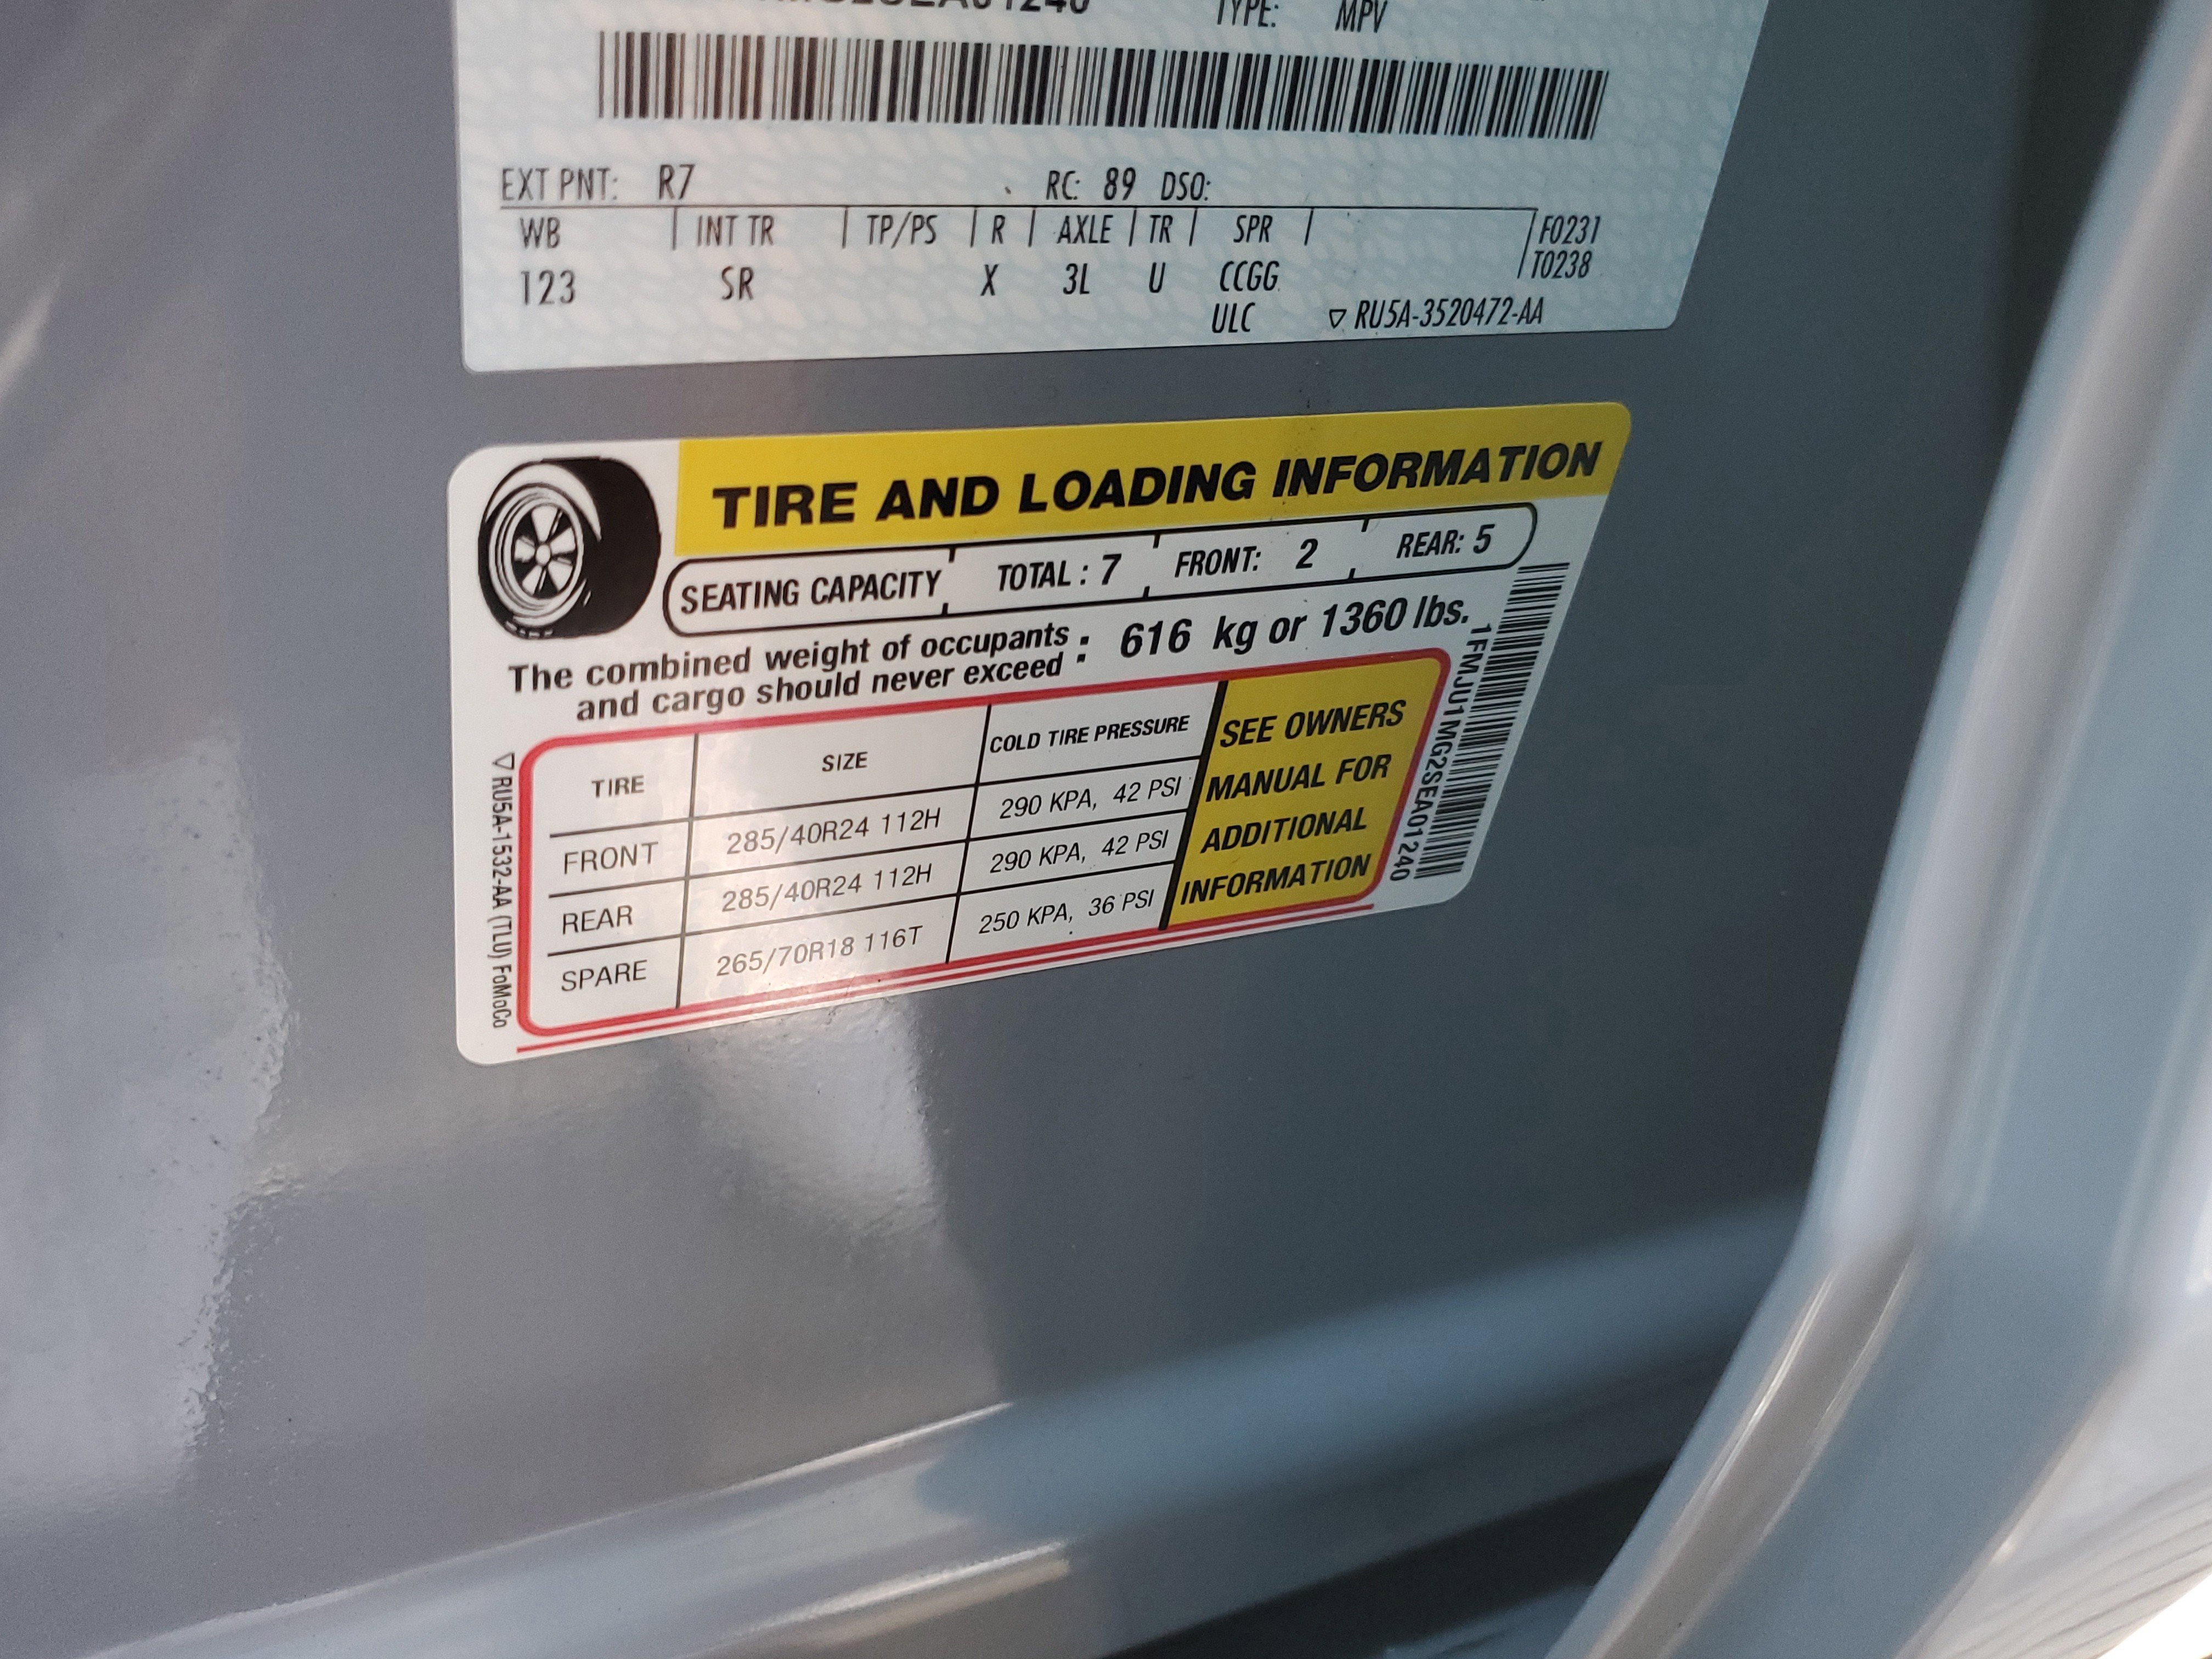 TYPE: MPV
EXT PNT: R7 RC: 89 DSO:
WB | INT TR | TP/PS | R | AXLE | TR | SPR | F0231
T0238
123 SR X 3L U CCGG
ULC ▽ RU5A-3520472-AA
TIRE AND LOADING INFORMATION
SEATING CAPACITY TOTAL : 7 FRONT: 2 REAR: 5
The combined weight of occupants
and cargo should never exceed : 616 kg or 1360 lbs.
TIRE SIZE COLD TIRE PRESSURE
FRONT 285/40R24 112H 290 KPA, 42 PSI
REAR 285/40R24 112H 290 KPA, 42 PSI
SPARE 265/70R18 116T 250 KPA, 36 PSI
SEE OWNERS
MANUAL FOR
ADDITIONAL
INFORMATION
1FMJU1MG2SEA01240
▽ RU5A-1532-AA (TLU) FoMoCo